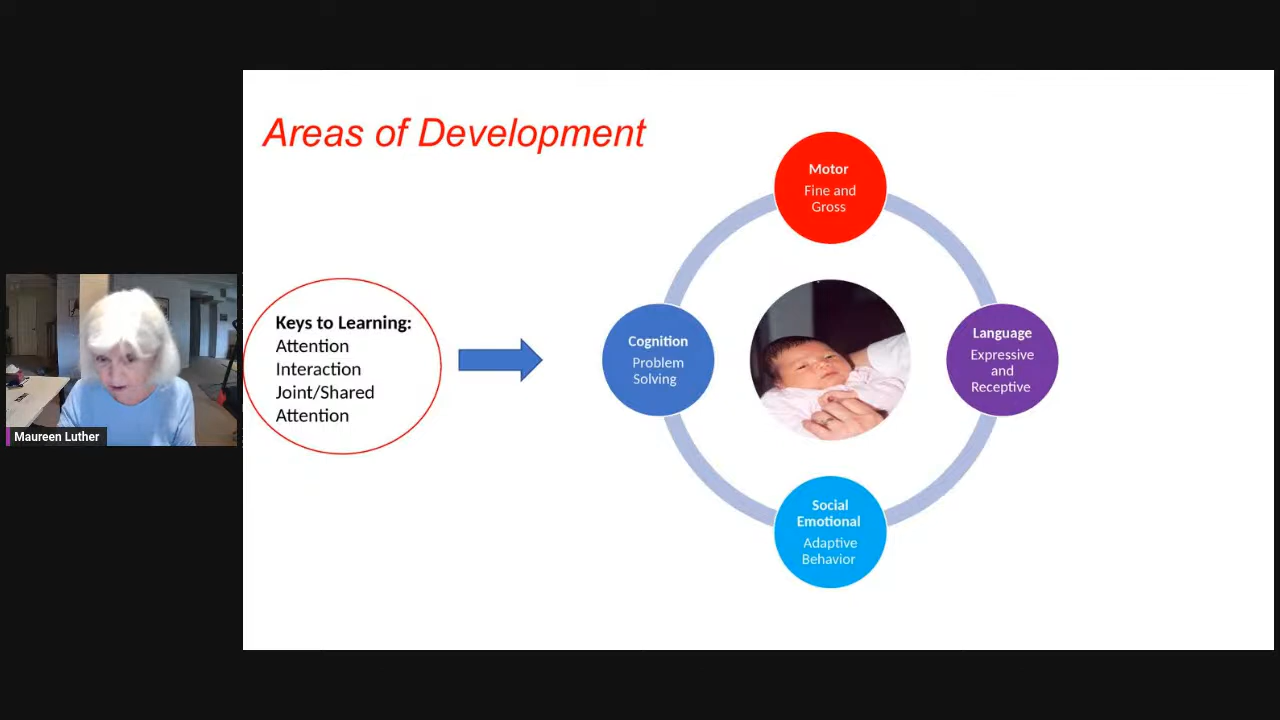 Areas of Development
Motor
Fine and
Gross
Keys to Learning:
Attention
Interaction
Joint/Shared
Attention
Cognition
Problem
Solving
Language
Expressive
and
Receptive
Social
Emotional
Adaptive
Behavior
Maureen Luther